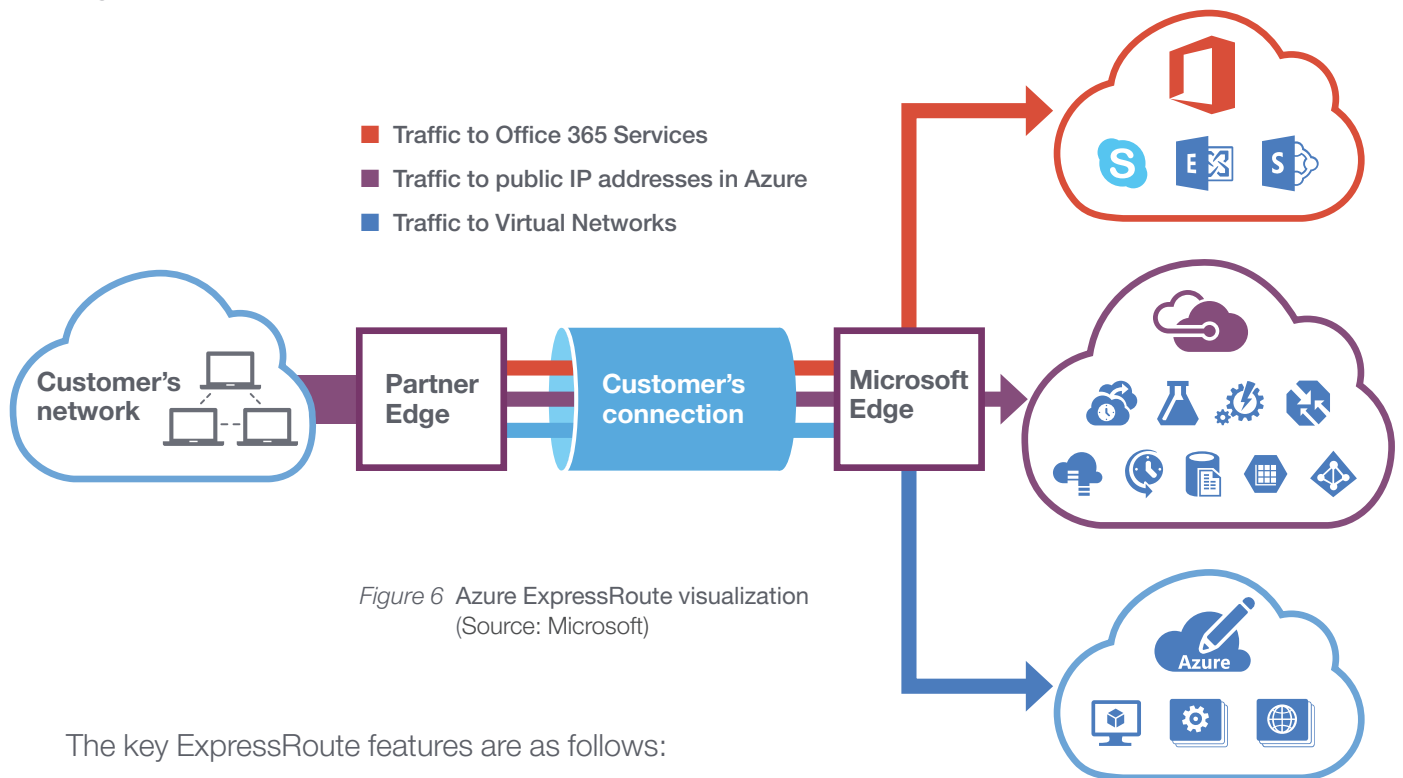 Traffic to Office 365 Services
Traffic to public IP addresses in Azure
Traffic to Virtual Networks
S
E
S
Customer's
network
Partner
Edge
Customer's
connection
Microsoft
Edge
Figure 6 Azure ExpressRoute visualization
(Source: Microsoft)
Azure
The key ExpressRoute features are as follows: